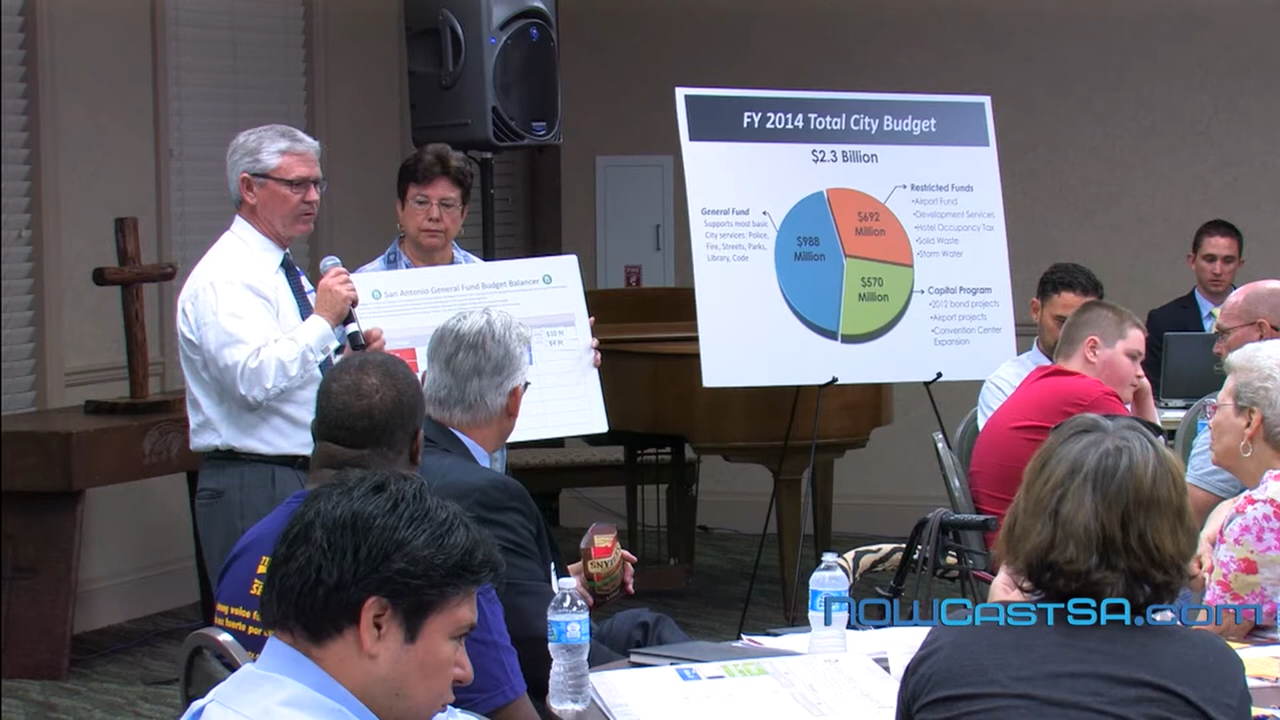 FY 2014 Total City Budget
$2.3 Billion
General Fund
Supports most basic
City services: Police,
Fire, Streets, Parks,
Library, Code
$988
Million
$692
Million
$570
Million
Restricted Funds
•Airport Fund
•Development Services
•Hotel Occupancy Tax
•Solid Waste
•Storm Water
Capital Program
•2012 bond projects
•Airport projects
•Convention Center
Expansion
San Antonio General Fund Budget Balancer
$10 M
NOWCastSA.com